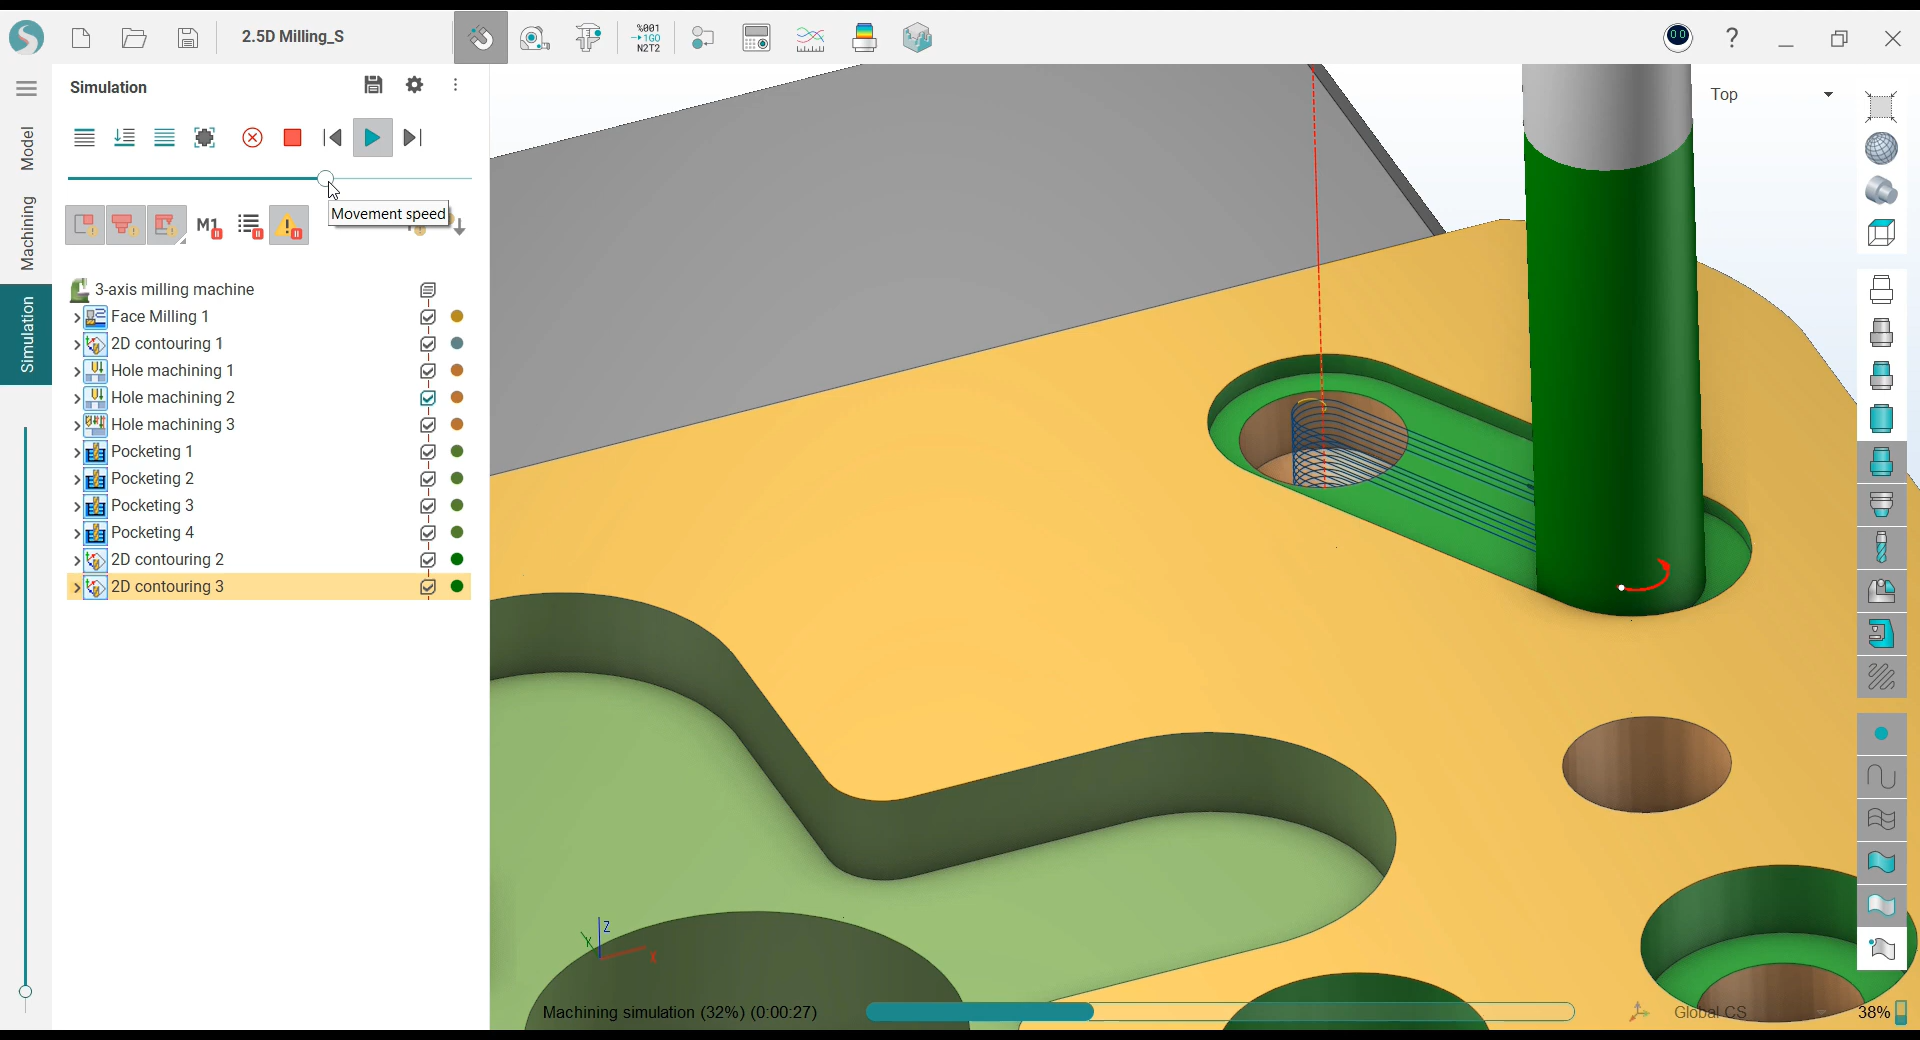 2.5D Milling_S
%001
1G0
N2T2
Simulation
Top
Model
Machining
Simulation
M1
Movement speed
3-axis milling machine
Face Milling 1
2D contouring 1
Hole machining 1
Hole machining 2
Hole machining 3
Pocketing 1
Pocketing 2
Pocketing 3
Pocketing 4
2D contouring 2
2D contouring 3
Z
Y
X
Machining simulation (32%) (0:00:27)
Global CS
38%